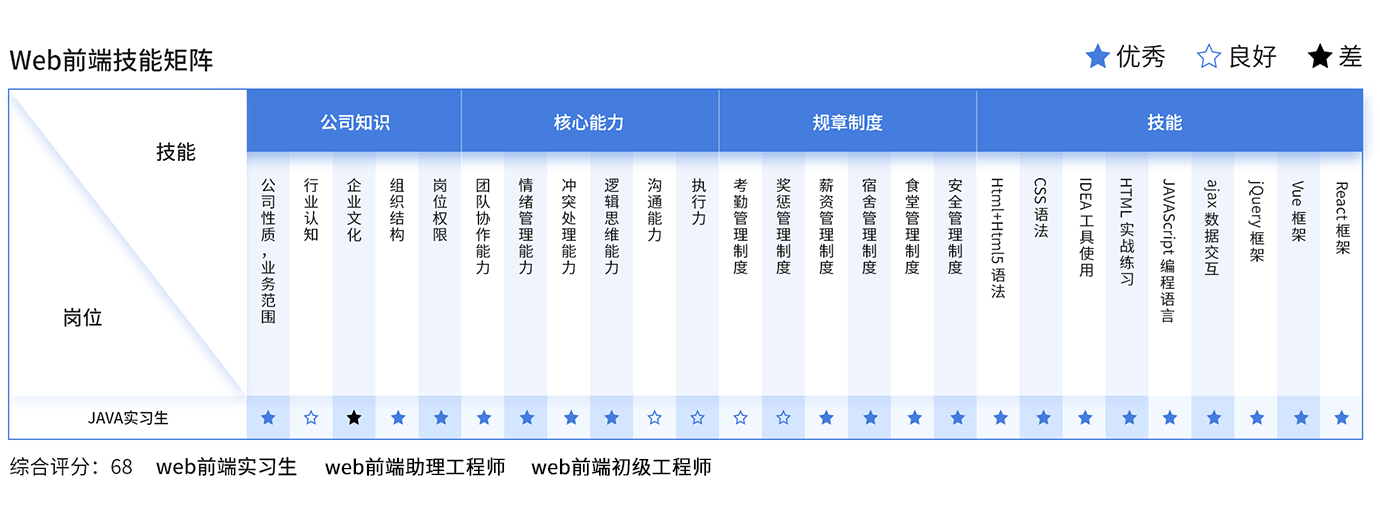 Web前端技能矩阵
优秀 良好 差
技能
岗位
公司知识 核心能力 规章制度 技能
公司性质,业务范围
行业认知
企业文化
组织结构
岗位权限
团队协作能力
情绪管理能力
冲突处理能力
逻辑思维能力
沟通能力
执行力
考勤管理制度
奖惩管理制度
薪资管理制度
宿舍管理制度
食堂管理制度
安全管理制度
Html+Html5 语法
CSS 语法
IDEA 工具使用
HTML 实战练习
JAVAScript 编程语言
ajax 数据交互
jQuery 框架
Vue 框架
React 框架
JAVA实习生
综合评分：68 web前端实习生 web前端助理工程师 web前端初级工程师